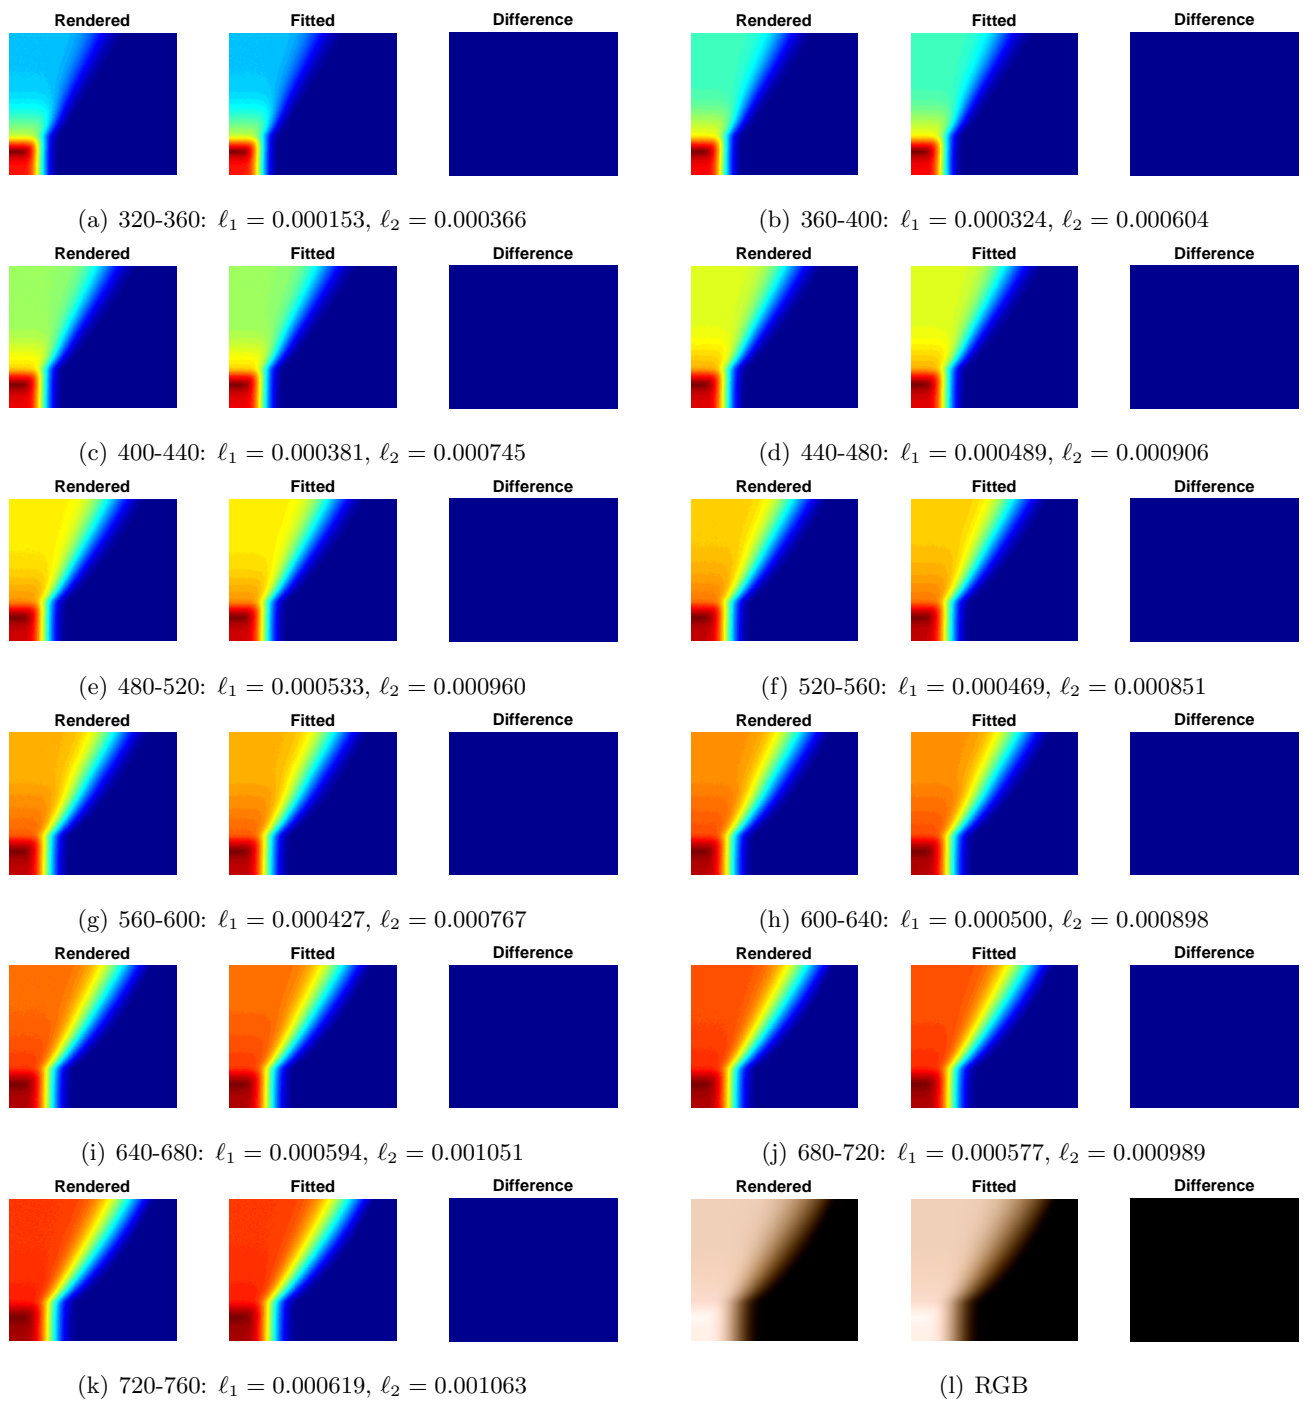 Rendered Fitted Difference Rendered Fitted Difference
(a) 320-360: ℓ₁ = 0.000153, ℓ₂ = 0.000366 (b) 360-400: ℓ₁ = 0.000324, ℓ₂ = 0.000604
Rendered Fitted Difference Rendered Fitted Difference
(c) 400-440: ℓ₁ = 0.000381, ℓ₂ = 0.000745 (d) 440-480: ℓ₁ = 0.000489, ℓ₂ = 0.000906
Rendered Fitted Difference Rendered Fitted Difference
(e) 480-520: ℓ₁ = 0.000533, ℓ₂ = 0.000960 (f) 520-560: ℓ₁ = 0.000469, ℓ₂ = 0.000851
Rendered Fitted Difference Rendered Fitted Difference
(g) 560-600: ℓ₁ = 0.000427, ℓ₂ = 0.000767 (h) 600-640: ℓ₁ = 0.000500, ℓ₂ = 0.000898
Rendered Fitted Difference Rendered Fitted Difference
(i) 640-680: ℓ₁ = 0.000594, ℓ₂ = 0.001051 (j) 680-720: ℓ₁ = 0.000577, ℓ₂ = 0.000989
Rendered Fitted Difference Rendered Fitted Difference
(k) 720-760: ℓ₁ = 0.000619, ℓ₂ = 0.001063 (l) RGB